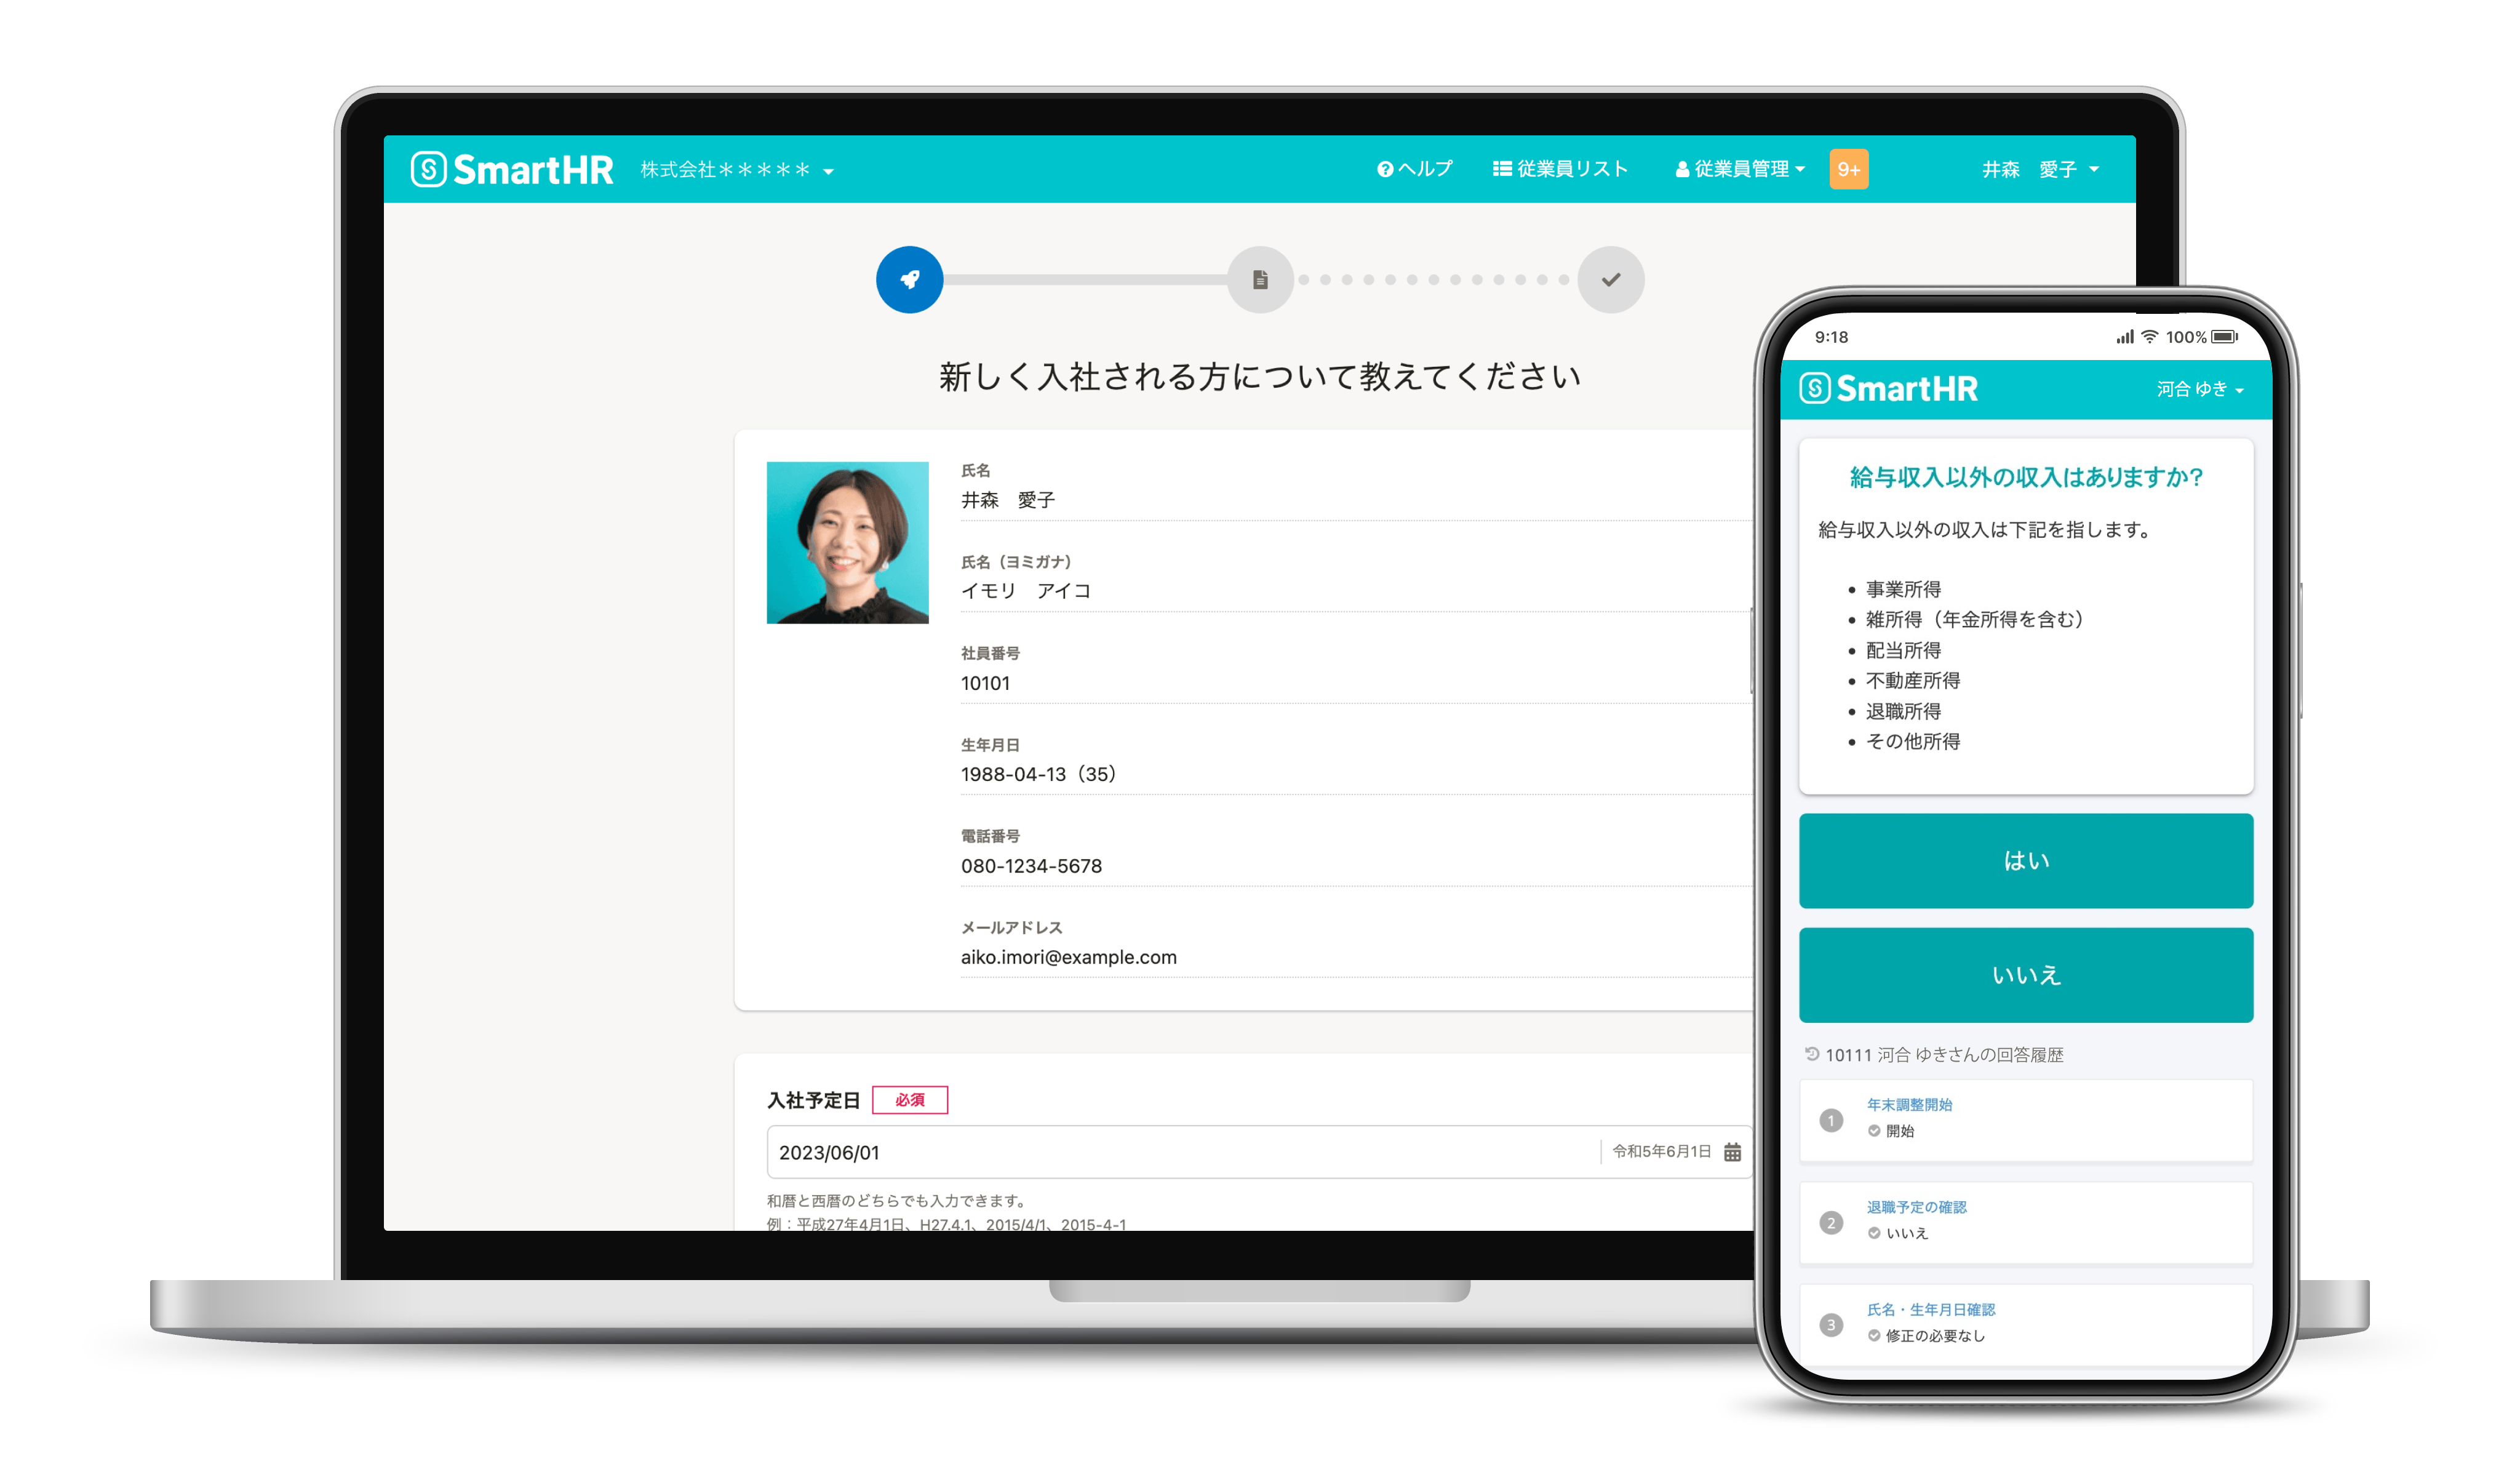 SmartHR 株式会社＊＊＊＊＊ ヘルプ 従業員リスト 従業員管理 9+ 井森　愛子
新しく入社される方について教えてください
氏名
井森　愛子
氏名（ヨミガナ）
イモリ　アイコ
社員番号
10101
生年月日
1988-04-13（35）
電話番号
080-1234-5678
メールアドレス
aiko.imori@example.com
入社予定日 必須
2023/06/01 令和5年6月1日
和暦と西暦のどちらでも入力できます。
例：平成27年4月1日、H27.4.1、2015/4/1、2015-4-1
9:18 100%
SmartHR 河合 ゆき
給与収入以外の収入はありますか？
給与収入以外の収入は下記を指します。
• 事業所得
• 雑所得（年金所得を含む）
• 配当所得
• 不動産所得
• 退職所得
• その他所得
はい
いいえ
10111 河合 ゆきさんの回答履歴
1 年末調整開始
開始
2 退職予定の確認
いいえ
3 氏名・生年月日確認
修正の必要なし